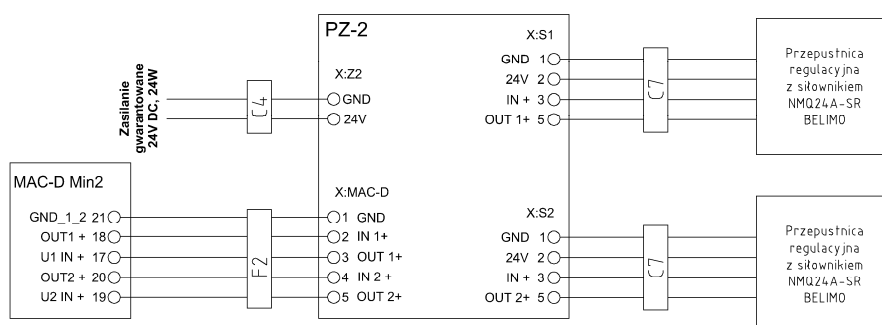 PZ-2
X:Z2
GND
24V
Zasilanie
gwarantowane
24V DC, 24W
C4
X:S1
GND 1
24V 2
IN + 3
OUT 1+ 5
C7
Przepustnica
regulacyjna
z siłownikiem
NMQ24A-SR
BELIMO
MAC-D Min2
GND_1_2 21
OUT1 + 18
U1 IN + 17
OUT2 + 20
U2 IN + 19
F2
X:MAC-D
1 GND
2 IN 1+
3 OUT 1+
4 IN 2 +
5 OUT 2+
X:S2
GND 1
24V 2
IN + 3
OUT 2+ 5
C7
Przepustnica
regulacyjna
z siłownikiem
NMQ24A-SR
BELIMO